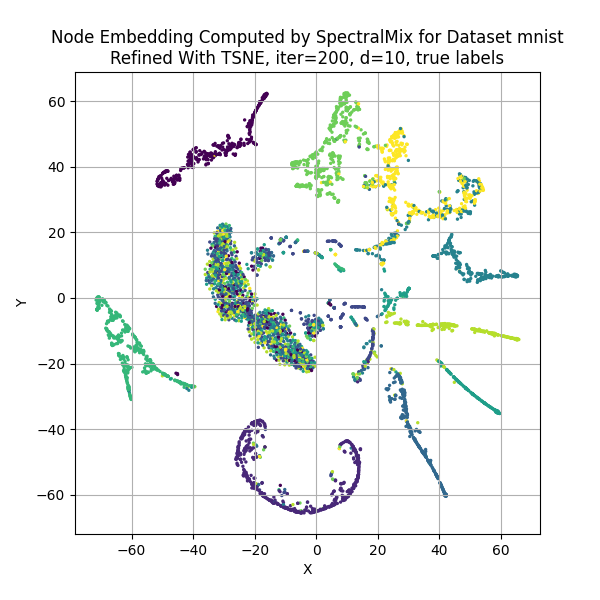 Node Embedding Computed by SpectralMix for Dataset mnist
Refined With TSNE, iter=200, d=10, true labels
60
40
20
0
−20
−40
−60
Y
−60 −40 −20 0 20 40 60
X